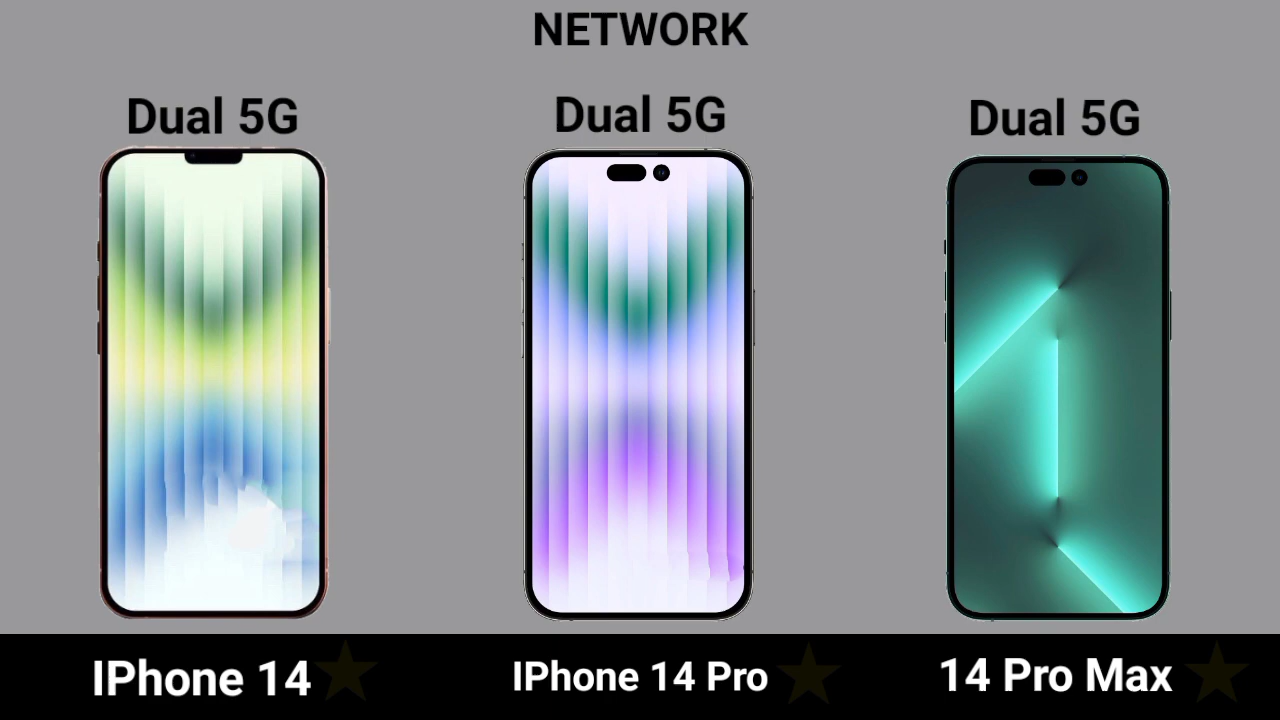 NETWORK
Dual 5G
Dual 5G
Dual 5G
IPhone 14
IPhone 14 Pro
14 Pro Max